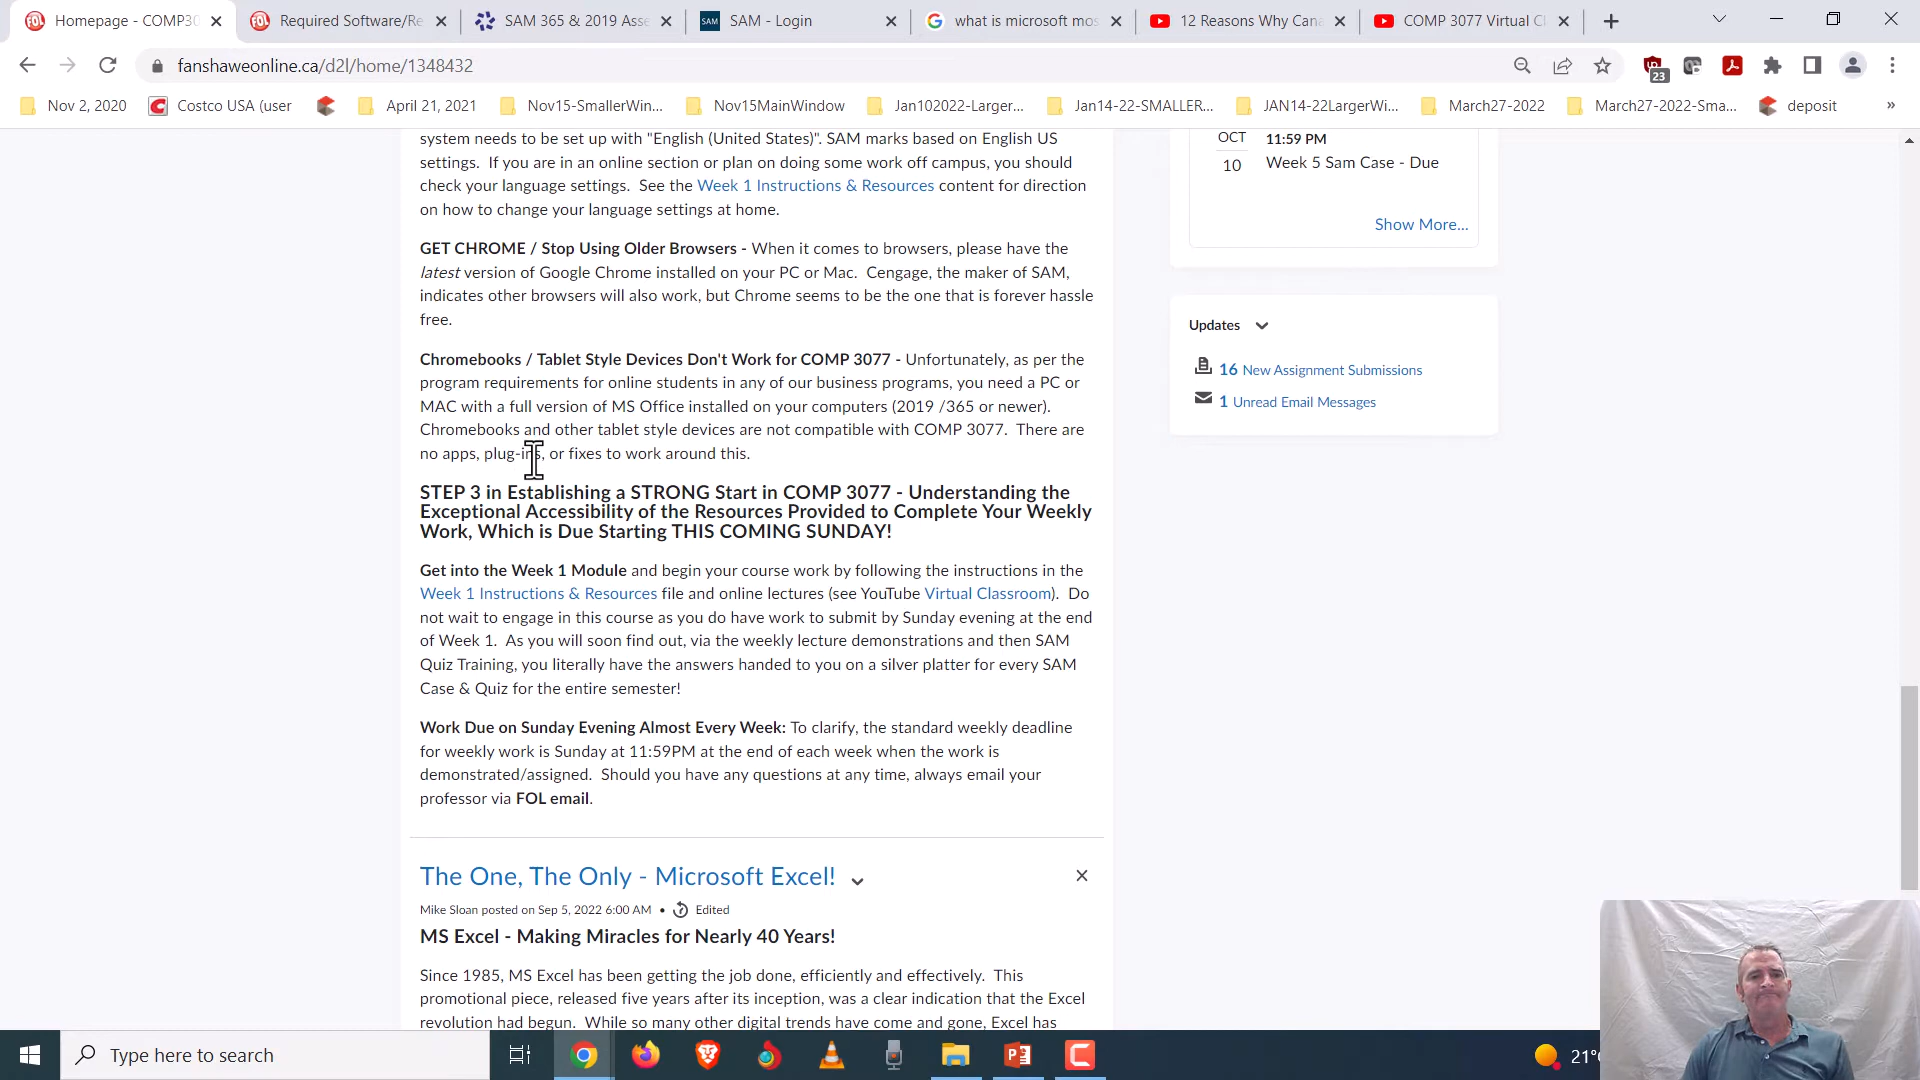 Homepage - COMP30
Required Software/Re
SAM 365 & 2019 Asse
SAM - Login
what is microsoft mos
12 Reasons Why Cana
COMP 3077 Virtual Cl
fanshaweonline.ca/d2l/home/1348432
23
Nov 2, 2020
Costco USA (user
April 21, 2021
Nov15-SmallerWin...
Nov15MainWindow
Jan102022-Larger...
Jan14-22-SMALLER...
JAN14-22LargerWi...
March27-2022
March27-2022-Sma...
deposit
»
system needs to be set up with "English (United States)". SAM marks based on English US
settings. If you are in an online section or plan on doing some work off campus, you should
check your language settings. See the Week 1 Instructions & Resources content for direction
on how to change your language settings at home.
GET CHROME / Stop Using Older Browsers - When it comes to browsers, please have the
latest version of Google Chrome installed on your PC or Mac. Cengage, the maker of SAM,
indicates other browsers will also work, but Chrome seems to be the one that is forever hassle
free.
Chromebooks / Tablet Style Devices Don't Work for COMP 3077 - Unfortunately, as per the
program requirements for online students in any of our business programs, you need a PC or
MAC with a full version of MS Office installed on your computers (2019 /365 or newer).
Chromebooks and other tablet style devices are not compatible with COMP 3077. There are
no apps, plug-ins, or fixes to work around this.
STEP 3 in Establishing a STRONG Start in COMP 3077 - Understanding the
Exceptional Accessibility of the Resources Provided to Complete Your Weekly
Work, Which is Due Starting THIS COMING SUNDAY!
Get into the Week 1 Module and begin your course work by following the instructions in the
Week 1 Instructions & Resources file and online lectures (see YouTube Virtual Classroom). Do
not wait to engage in this course as you do have work to submit by Sunday evening at the end
of Week 1. As you will soon find out, via the weekly lecture demonstrations and then SAM
Quiz Training, you literally have the answers handed to you on a silver platter for every SAM
Case & Quiz for the entire semester!
Work Due on Sunday Evening Almost Every Week: To clarify, the standard weekly deadline
for weekly work is Sunday at 11:59PM at the end of each week when the work is
demonstrated/assigned. Should you have any questions at any time, always email your
professor via FOL email.
The One, The Only - Microsoft Excel!
Mike Sloan posted on Sep 5, 2022 6:00 AM • Edited
MS Excel - Making Miracles for Nearly 40 Years!
Since 1985, MS Excel has been getting the job done, efficiently and effectively. This
promotional piece, released five years after its inception, was a clear indication that the Excel
revolution had begun. While so many other digital trends have come and gone, Excel has
OCT
10
11:59 PM
Week 5 Sam Case - Due
Show More...
Updates
16 New Assignment Submissions
1 Unread Email Messages
Type here to search
21°